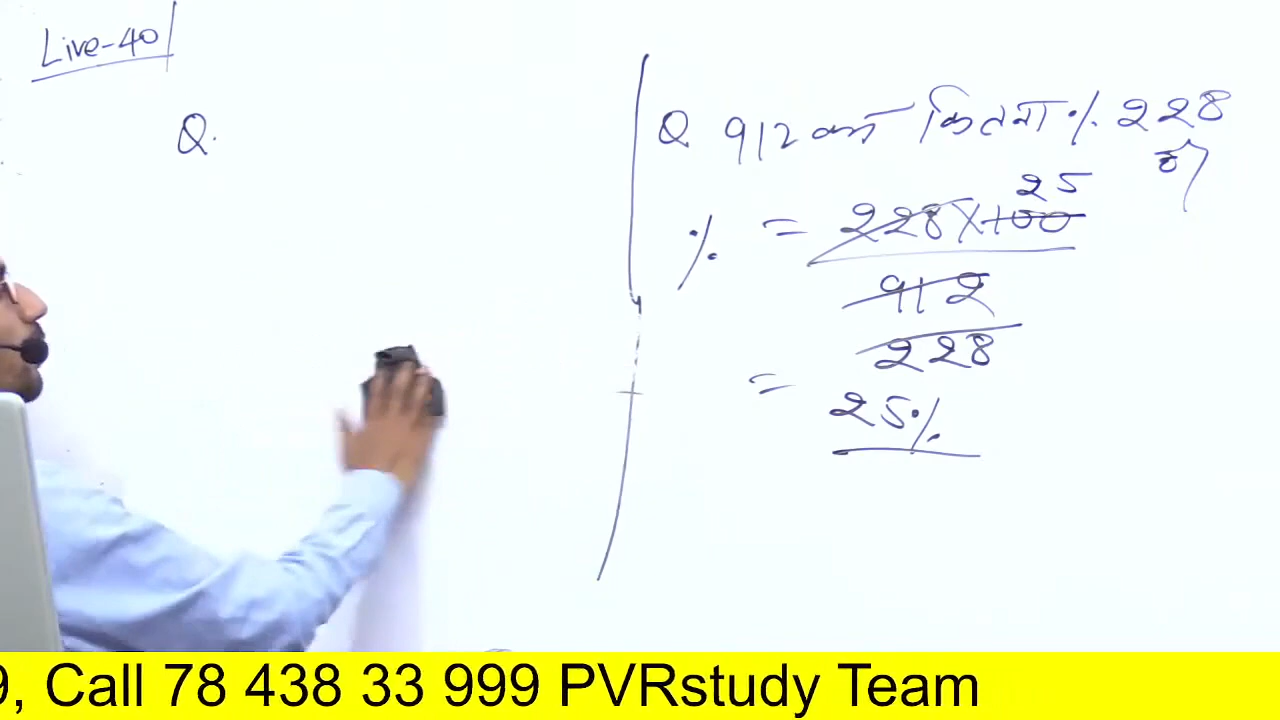 Live-40
Q.
Q 912 का कितना % 228
है
25
% = 228×100
912
228
= 25%
9, Call 78 438 33 999 PVRstudy Team